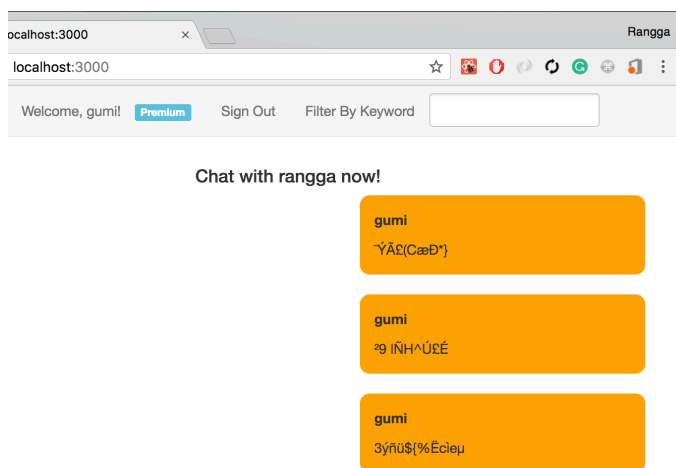 Rangga
localhost:3000
localhost:3000
Welcome, gumi! Premium Sign Out Filter By Keyword
Chat with rangga now!
gumi
¨ÝÃ£(CæÐ*}
gumi
²9 IÑH^Ú£É
gumi
3ýñü${%Ëcìeµ